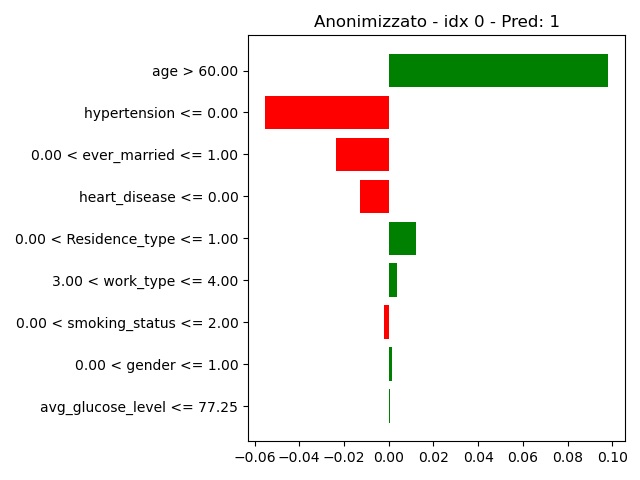 Anonimizzato - idx 0 - Pred: 1
age > 60.00
hypertension <= 0.00
0.00 < ever_married <= 1.00
heart_disease <= 0.00
0.00 < Residence_type <= 1.00
3.00 < work_type <= 4.00
0.00 < smoking_status <= 2.00
0.00 < gender <= 1.00
avg_glucose_level <= 77.25
−0.06 −0.04 −0.02 0.00 0.02 0.04 0.06 0.08 0.10